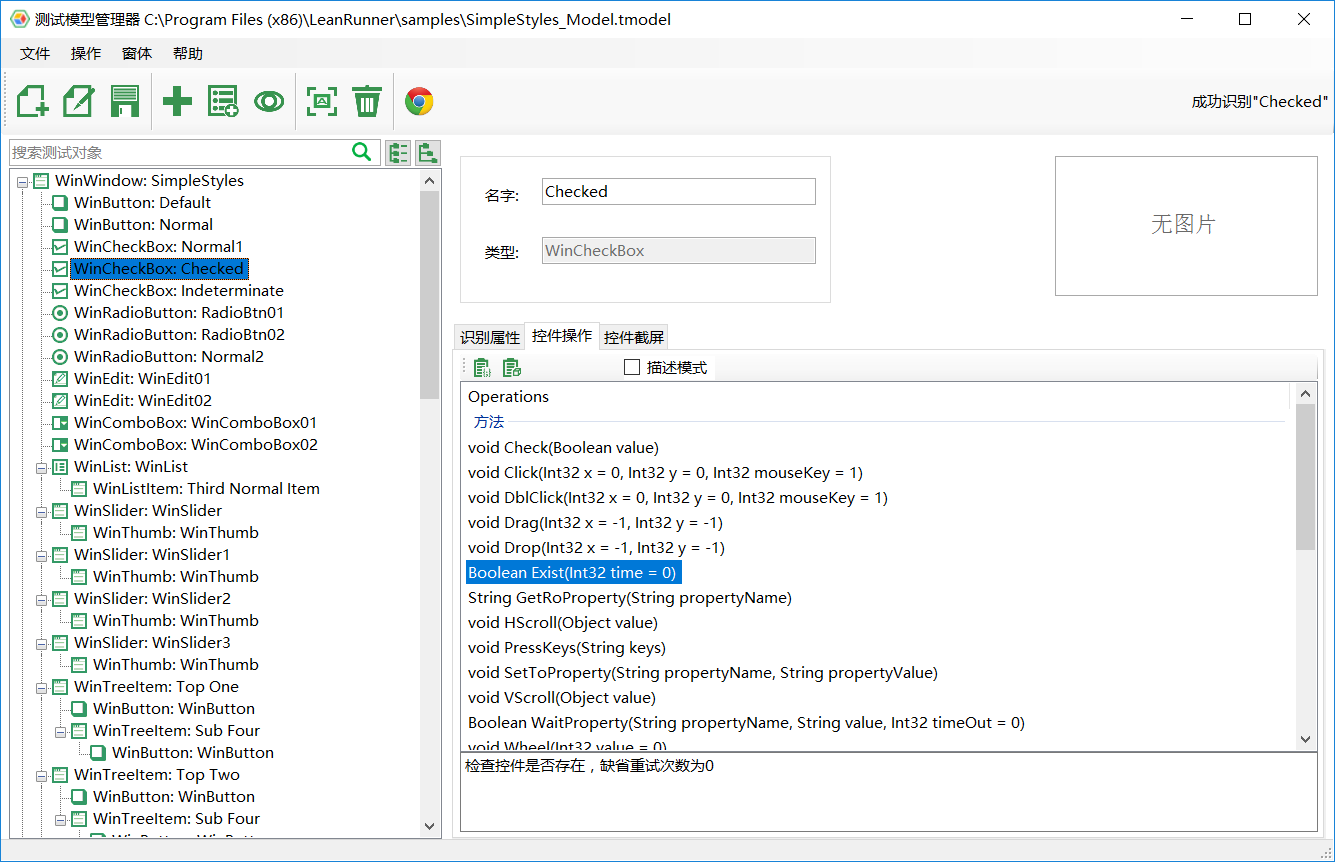 测试模型管理器 C:\Program Files (x86)\LeanRunner\samples\SimpleStyles_Model.tmodel
文件 操作 窗体 帮助
成功识别"Checked"
搜索测试对象
WinWindow: SimpleStyles
WinButton: Default
WinButton: Normal
WinCheckBox: Normal1
WinCheckBox: Checked
WinCheckBox: Indeterminate
WinRadioButton: RadioBtn01
WinRadioButton: RadioBtn02
WinRadioButton: Normal2
WinEdit: WinEdit01
WinEdit: WinEdit02
WinComboBox: WinComboBox01
WinComboBox: WinComboBox02
WinList: WinList
WinListItem: Third Normal Item
WinSlider: WinSlider
WinThumb: WinThumb
WinSlider: WinSlider1
WinThumb: WinThumb
WinSlider: WinSlider2
WinThumb: WinThumb
WinSlider: WinSlider3
WinThumb: WinThumb
WinTreeItem: Top One
WinButton: WinButton
WinTreeItem: Sub Four
WinButton: WinButton
WinTreeItem: Top Two
WinButton: WinButton
WinTreeItem: Sub Four
名字: Checked
类型: WinCheckBox
无图片
识别属性 控件操作 控件截屏
描述模式
Operations
方法
void Check(Boolean value)
void Click(Int32 x = 0, Int32 y = 0, Int32 mouseKey = 1)
void DblClick(Int32 x = 0, Int32 y = 0, Int32 mouseKey = 1)
void Drag(Int32 x = -1, Int32 y = -1)
void Drop(Int32 x = -1, Int32 y = -1)
Boolean Exist(Int32 time = 0)
String GetRoProperty(String propertyName)
void HScroll(Object value)
void PressKeys(String keys)
void SetToProperty(String propertyName, String propertyValue)
void VScroll(Object value)
Boolean WaitProperty(String propertyName, String value, Int32 timeOut = 0)
void Wheel(Int32 value = 0)
检查控件是否存在，缺省重试次数为0